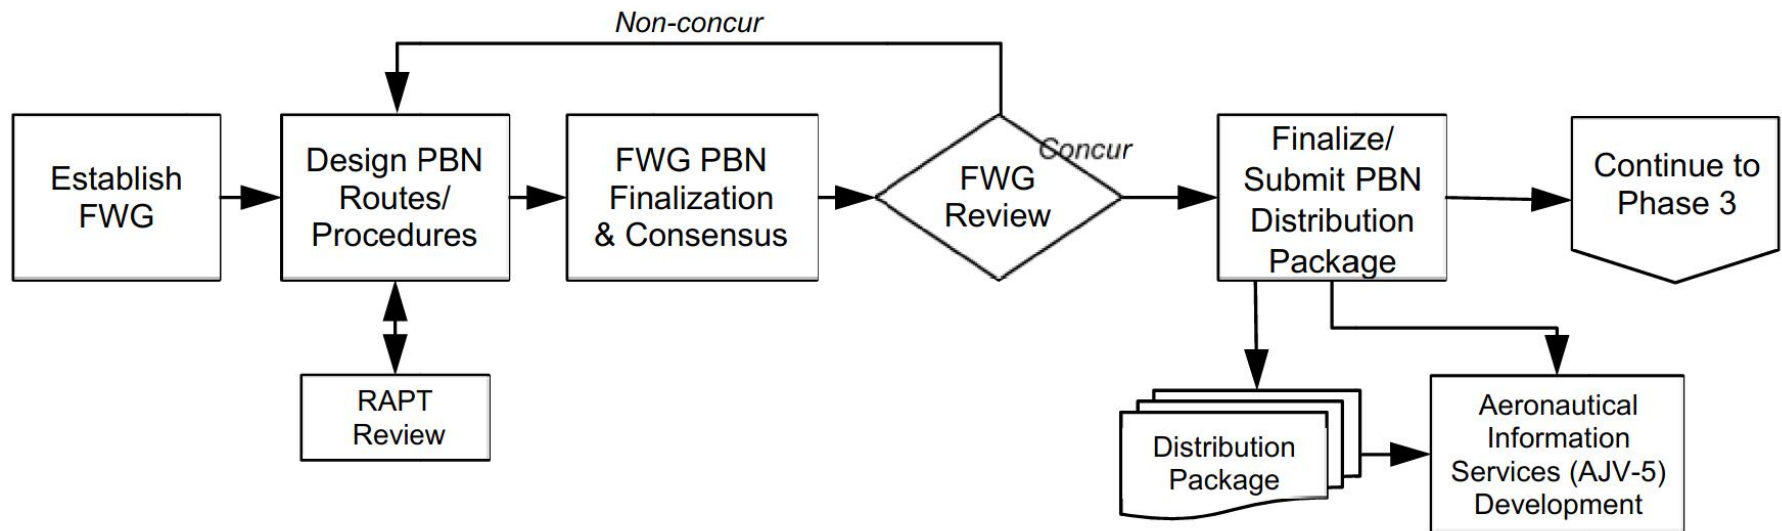 Non-concur
Establish
FWG
Design PBN
Routes/
Procedures
FWG PBN
Finalization
& Consensus
FWG
Review
Concur
Finalize/
Submit PBN
Distribution
Package
Continue to
Phase 3
RAPT
Review
Distribution
Package
Aeronautical
Information
Services (AJV-5)
Development